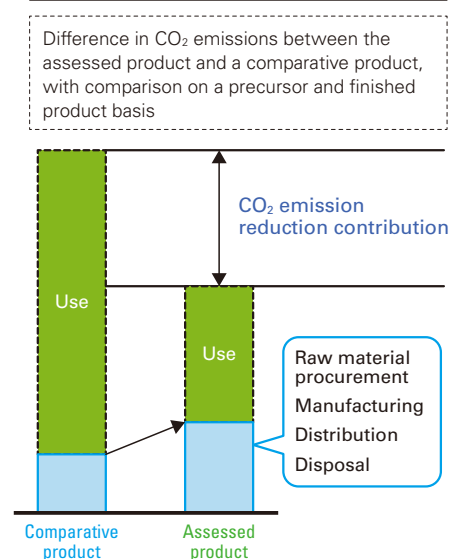 Difference in CO₂ emissions between the
assessed product and a comparative product,
with comparison on a precursor and finished
product basis
CO₂ emission
reduction contribution
Use
Use
Raw material
procurement
Manufacturing
Distribution
Disposal
Comparative
product
Assessed
product